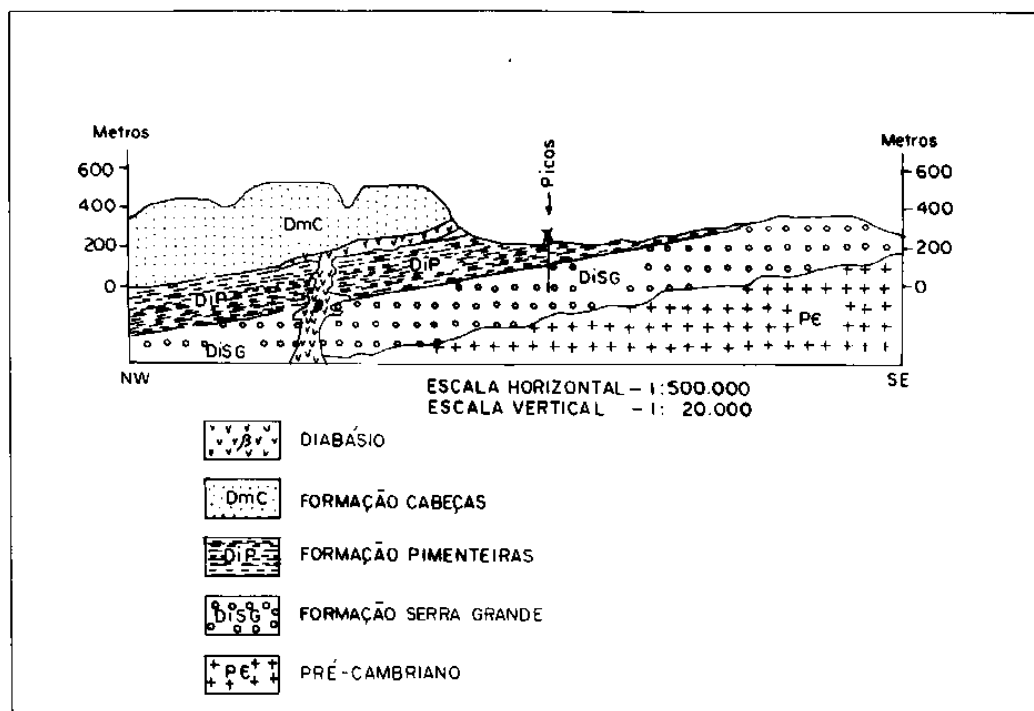 Metros
Metros
Picos
600
600
400
400
200
200
0
0
DmC
DiP
DiP
DiSG
DiSG
PЄ
NW
SE
ESCALA HORIZONTAL – 1:500.000
ESCALA VERTICAL – 1: 20.000
β
DIABÁSIO
DmC
FORMAÇÃO CABEÇAS
DiP
FORMAÇÃO PIMENTEIRAS
DiSG
FORMAÇÃO SERRA GRANDE
PЄ
PRÉ-CAMBRIANO